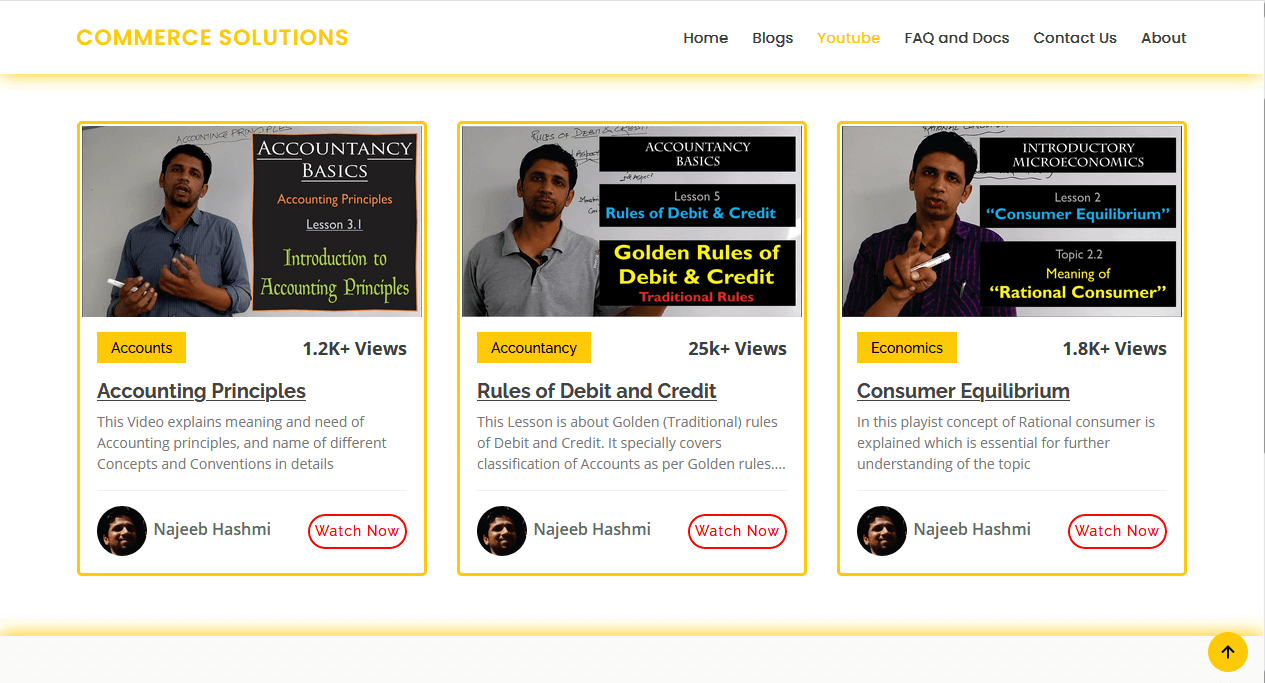 COMMERCE SOLUTIONS
Home Blogs Youtube FAQ and Docs Contact Us About
ACCOUNTING PRINCIPLES
ACCOUNTANCY
BASICS
Accounting Principles
Lesson 3.1
Introduction to
Accounting Principles
RULES OF DEBIT & CREDIT
ACCOUNTANCY
BASICS
Lesson 5
Rules of Debit & Credit
Golden Rules of
Debit & Credit
Traditional Rules
INTRODUCTORY
MICROECONOMICS
Lesson 2
“Consumer Equilibrium”
Topic 2.2
Meaning of
“Rational Consumer”
Accounts 1.2K+ Views
Accounting Principles
This Video explains meaning and need of
Accounting principles, and name of different
Concepts and Conventions in details
Najeeb Hashmi Watch Now
Accountancy 25k+ Views
Rules of Debit and Credit
This Lesson is about Golden (Traditional) rules
of Debit and Credit. It specially covers
classification of Accounts as per Golden rules....
Najeeb Hashmi Watch Now
Economics 1.8K+ Views
Consumer Equilibrium
In this playist concept of Rational consumer is
explained which is essential for further
understanding of the topic
Najeeb Hashmi Watch Now